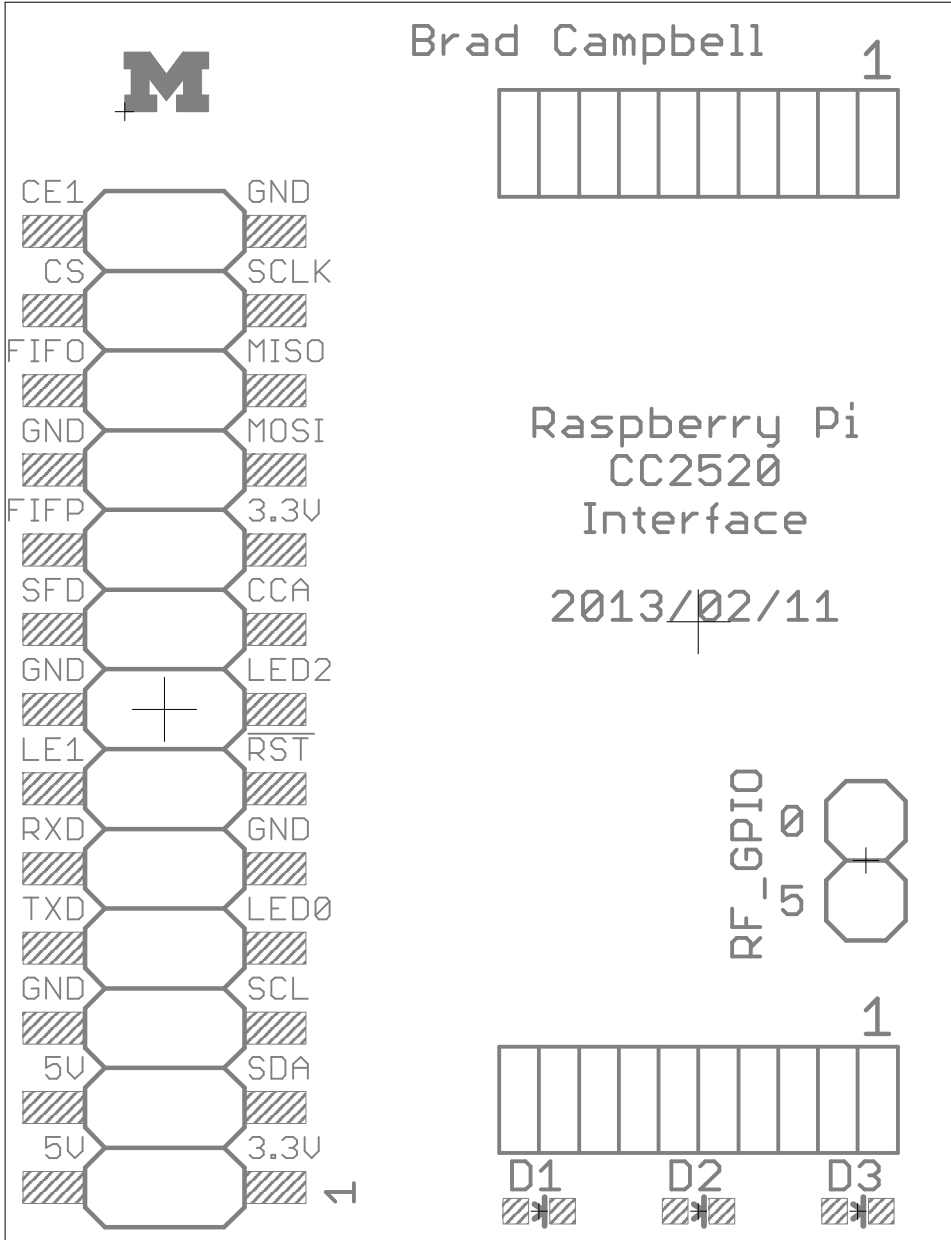 M
Brad Campbell
1
CE1 GND
CS SCLK
FIFO MISO
GND MOSI
FIFP 3.3V
SFD CCA
GND LED2
LE1 RST
RXD GND
TXD LED0
GND SCL
5V SDA
5V 3.3V
1
Raspberry Pi
CC2520
Interface
2013/02/11
RF_GPIO
0
5
1
D1 D2 D3